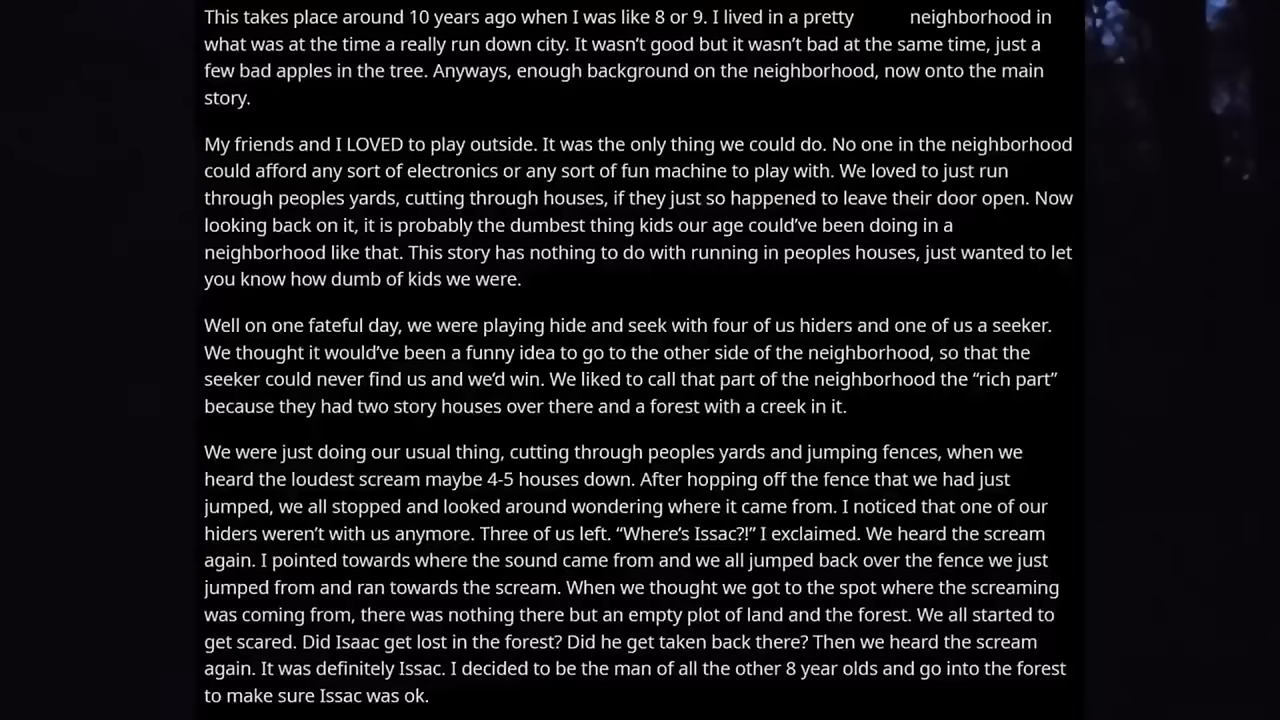 This takes place around 10 years ago when I was like 8 or 9. I lived in a pretty neighborhood in
what was at the time a really run down city. It wasn’t good but it wasn’t bad at the same time, just a
few bad apples in the tree. Anyways, enough background on the neighborhood, now onto the main
story.
My friends and I LOVED to play outside. It was the only thing we could do. No one in the neighborhood
could afford any sort of electronics or any sort of fun machine to play with. We loved to just run
through peoples yards, cutting through houses, if they just so happened to leave their door open. Now
looking back on it, it is probably the dumbest thing kids our age could’ve been doing in a
neighborhood like that. This story has nothing to do with running in peoples houses, just wanted to let
you know how dumb of kids we were.
Well on one fateful day, we were playing hide and seek with four of us hiders and one of us a seeker.
We thought it would’ve been a funny idea to go to the other side of the neighborhood, so that the
seeker could never find us and we’d win. We liked to call that part of the neighborhood the “rich part”
because they had two story houses over there and a forest with a creek in it.
We were just doing our usual thing, cutting through peoples yards and jumping fences, when we
heard the loudest scream maybe 4-5 houses down. After hopping off the fence that we had just
jumped, we all stopped and looked around wondering where it came from. I noticed that one of our
hiders weren’t with us anymore. Three of us left. “Where’s Issac?!” I exclaimed. We heard the scream
again. I pointed towards where the sound came from and we all jumped back over the fence we just
jumped from and ran towards the scream. When we thought we got to the spot where the screaming
was coming from, there was nothing there but an empty plot of land and the forest. We all started to
get scared. Did Isaac get lost in the forest? Did he get taken back there? Then we heard the scream
again. It was definitely Issac. I decided to be the man of all the other 8 year olds and go into the forest
to make sure Issac was ok.